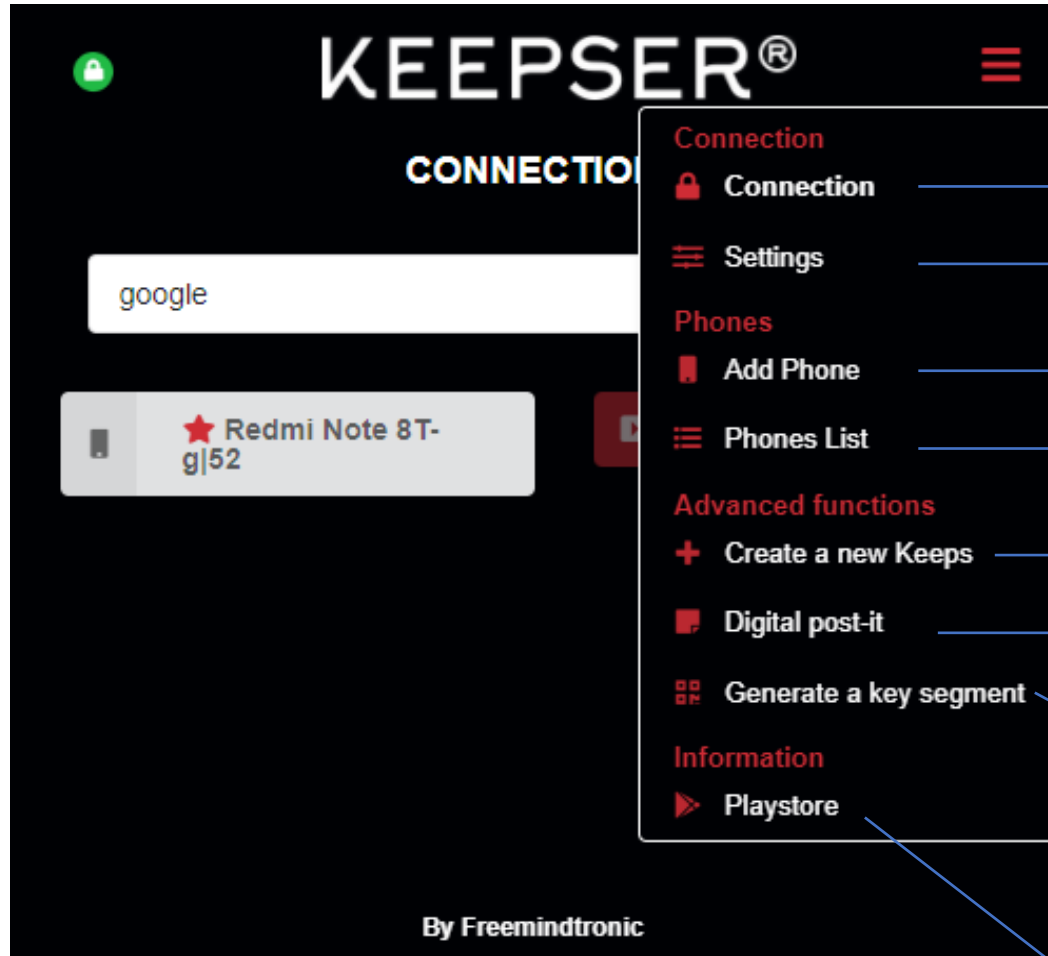 KEEPSER®
CONNECTIO
google
Redmi Note 8T-
g|52
Connection
Connection
Settings
Phones
Add Phone
Phones List
Advanced functions
Create a new Keeps
Digital post-it
Generate a key segment
Information
Playstore
By Freemindtronic